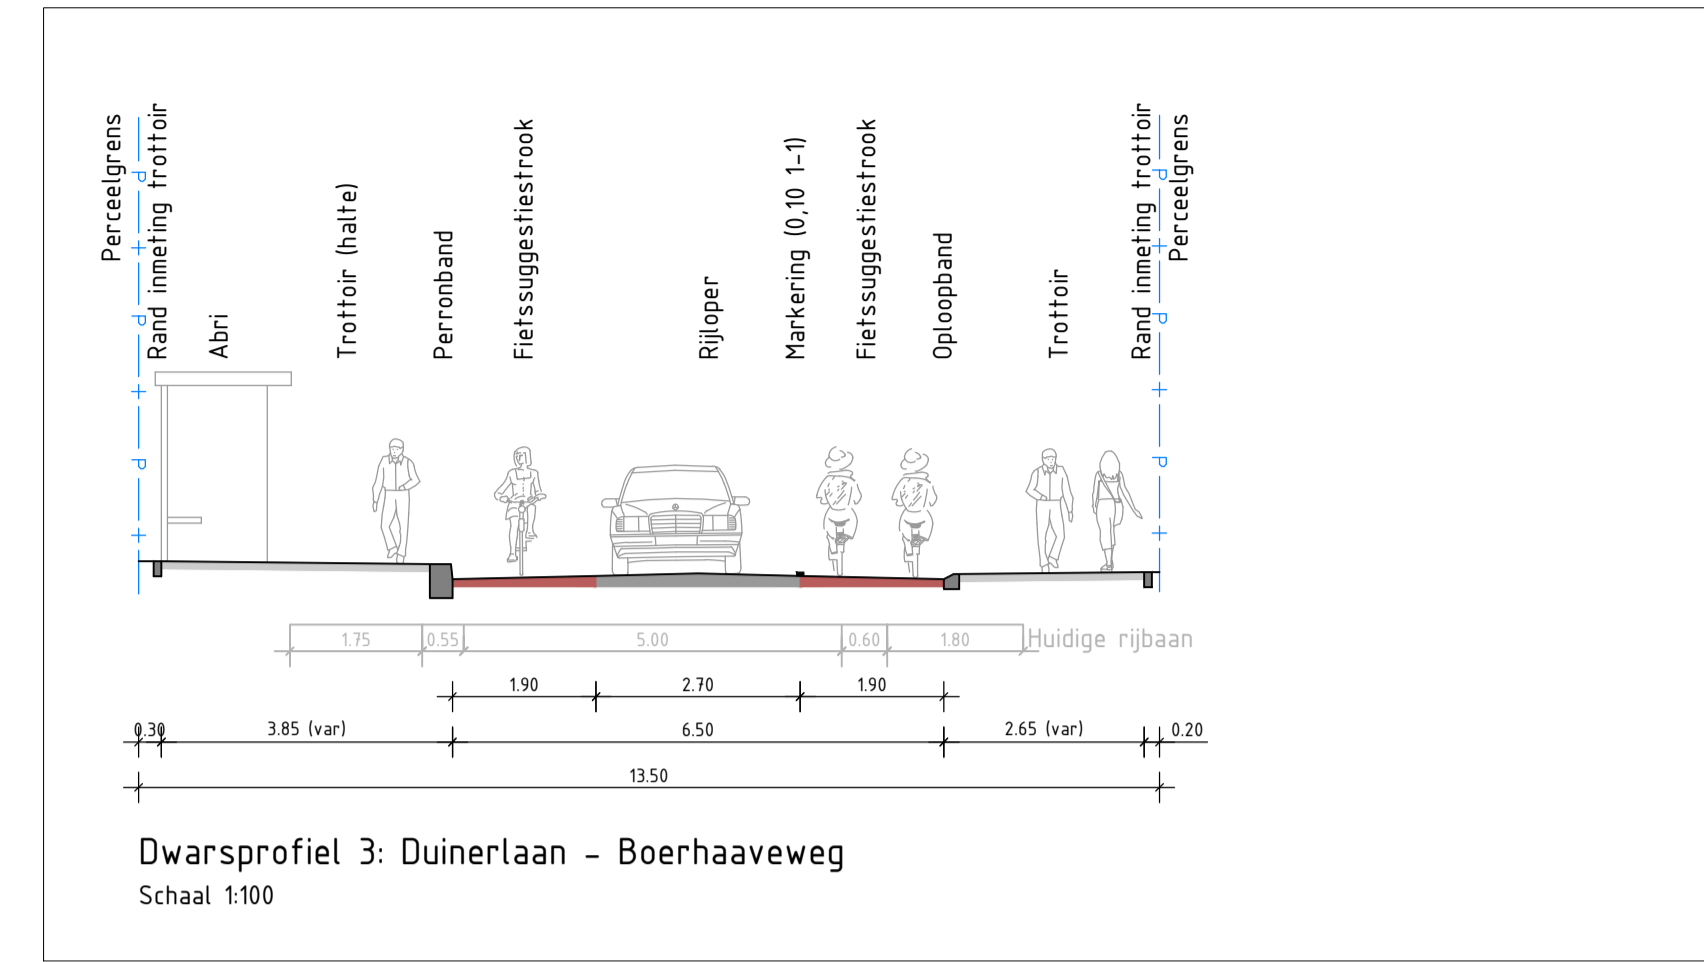 Perceelgrens
Rand inmeting trottoir
Abri
Trottoir (halte)
Perronband
Fietssuggestiestrook
Rijloper
Markering (0,10 1-1)
Fietssuggestiestrook
Oploopband
Trottoir
Rand inmeting trottoir
Perceelgrens
P
P
P
P
P
P
1.75 0.55 5.00 0.60 1.80 Huidige rijbaan
1.90 2.70 1.90
0.30 3.85 (var) 6.50 2.65 (var) 0.20
13.50
Dwarsprofiel 3: Duinerlaan - Boerhaaveweg
Schaal 1:100